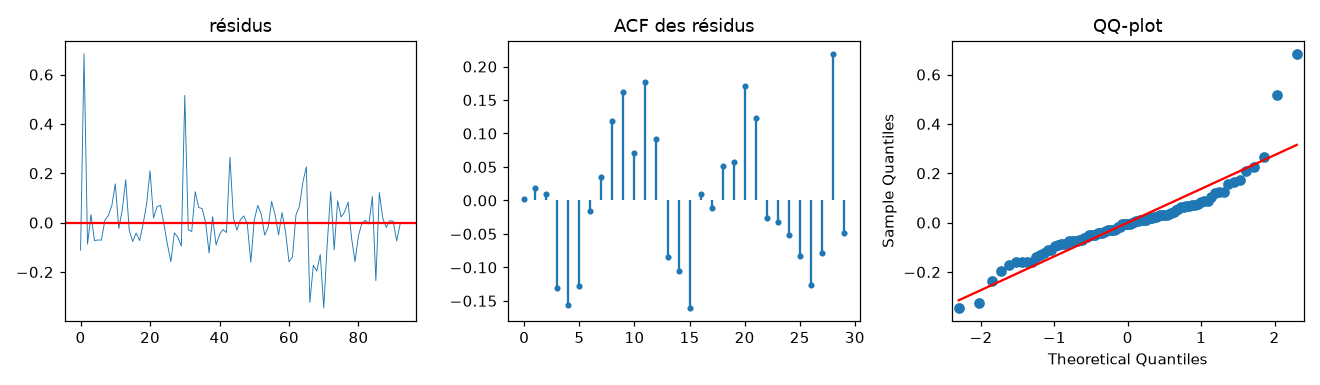 résidus
0.6
0.4
0.2
0.0
−0.2
0 20 40 60 80
ACF des résidus
0.20
0.15
0.10
0.05
0.00
−0.05
−0.10
−0.15
0 5 10 15 20 25 30
QQ-plot
Sample Quantiles
0.6
0.4
0.2
0.0
−0.2
−2 −1 0 1 2
Theoretical Quantiles